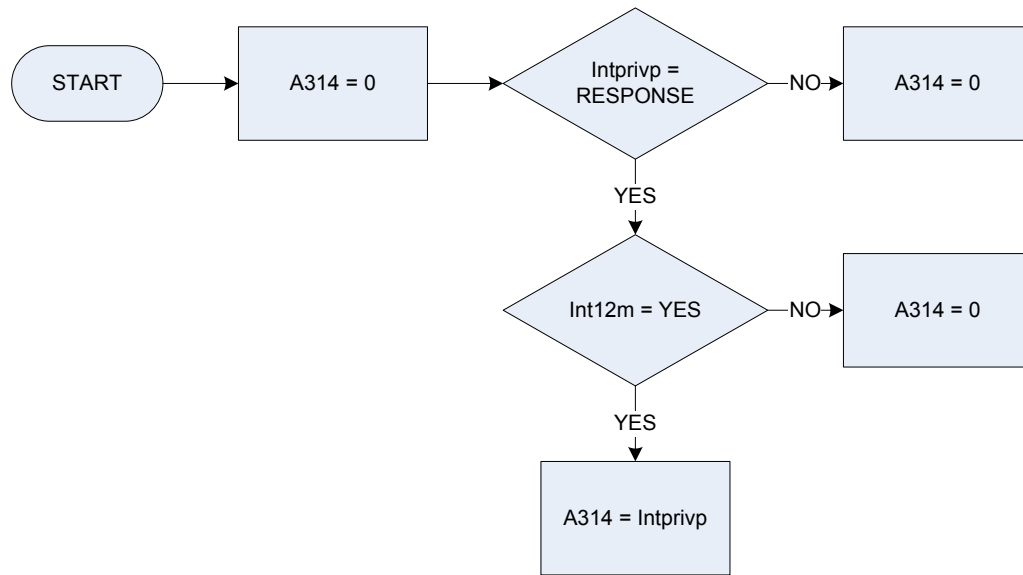 START
A314 = 0
Intprivp =
RESPONSE
NO
A314 = 0
YES
Int12m = YES
NO
A314 = 0
YES
A314 = Intprivp